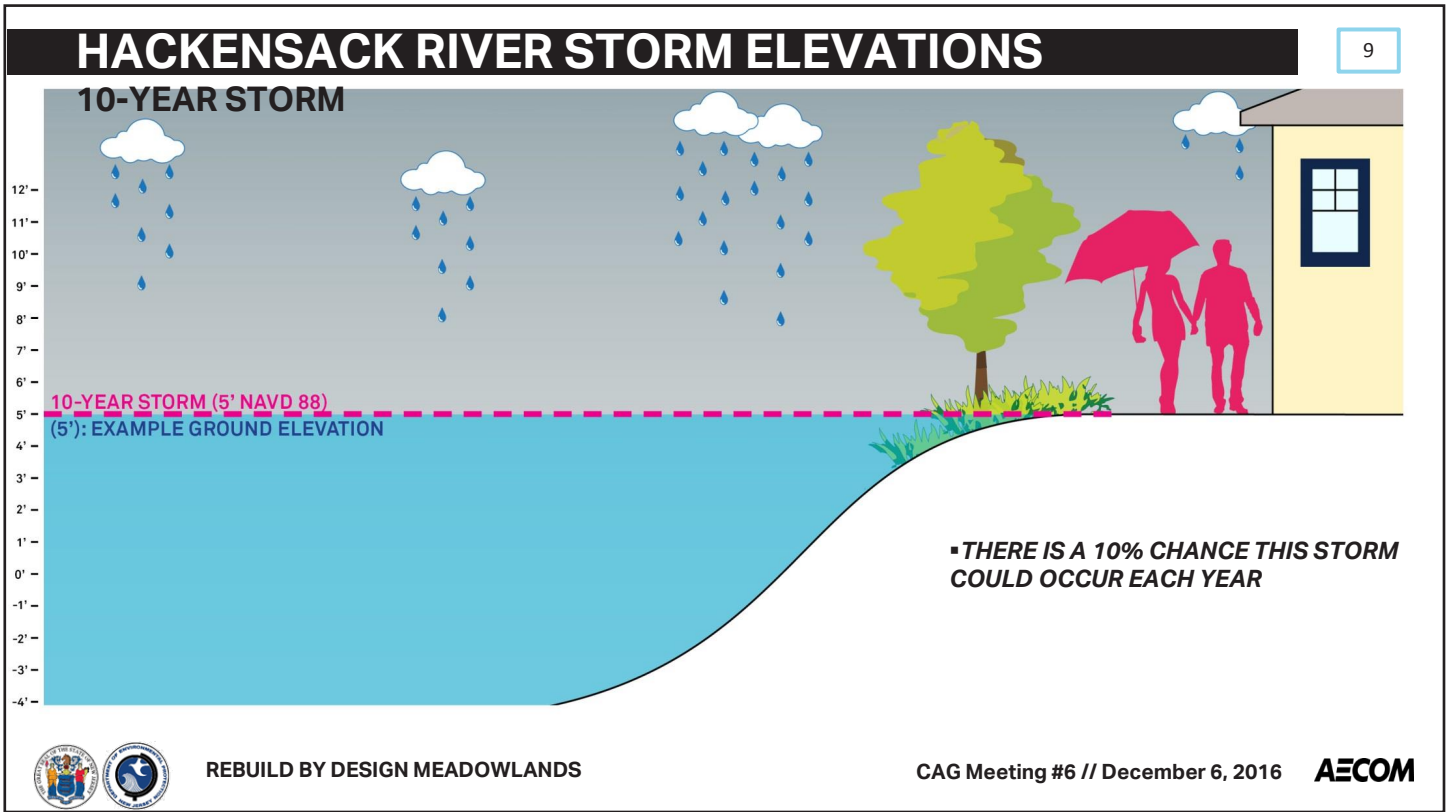 HACKENSACK RIVER STORM ELEVATIONS
9
10-YEAR STORM
12'
11'
10'
9'
8'
7'
6'
5'
4'
3'
2'
1'
0'
-1'
-2'
-3'
-4'
10-YEAR STORM (5' NAVD 88)
(5'): EXAMPLE GROUND ELEVATION
▪THERE IS A 10% CHANCE THIS STORM
COULD OCCUR EACH YEAR
REBUILD BY DESIGN MEADOWLANDS
CAG Meeting #6 // December 6, 2016
AECOM